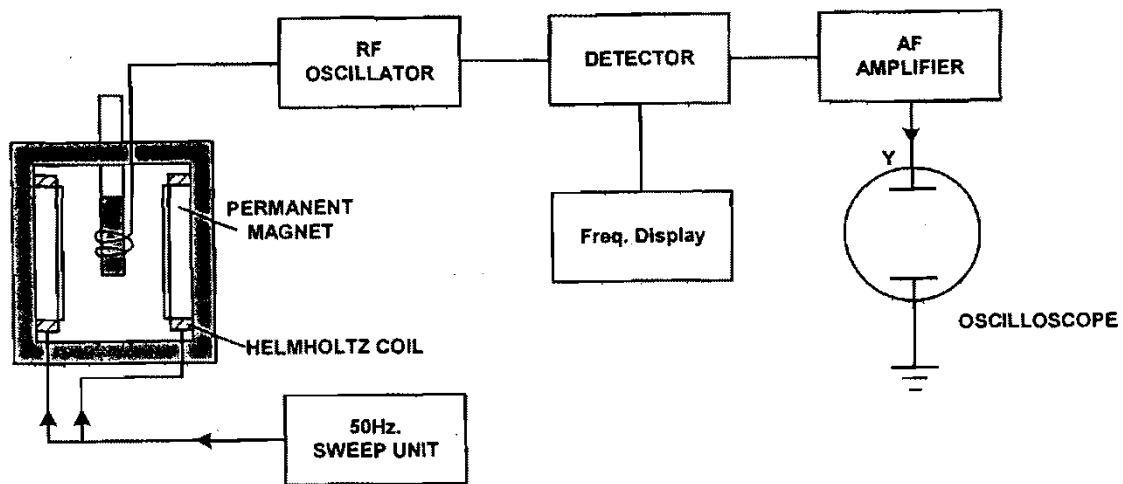 RF
OSCILLATOR
DETECTOR
AF
AMPLIFIER
Y
PERMANENT
MAGNET
Freq. Display
OSCILLOSCOPE
HELMHOLTZ COIL
50Hz.
SWEEP UNIT